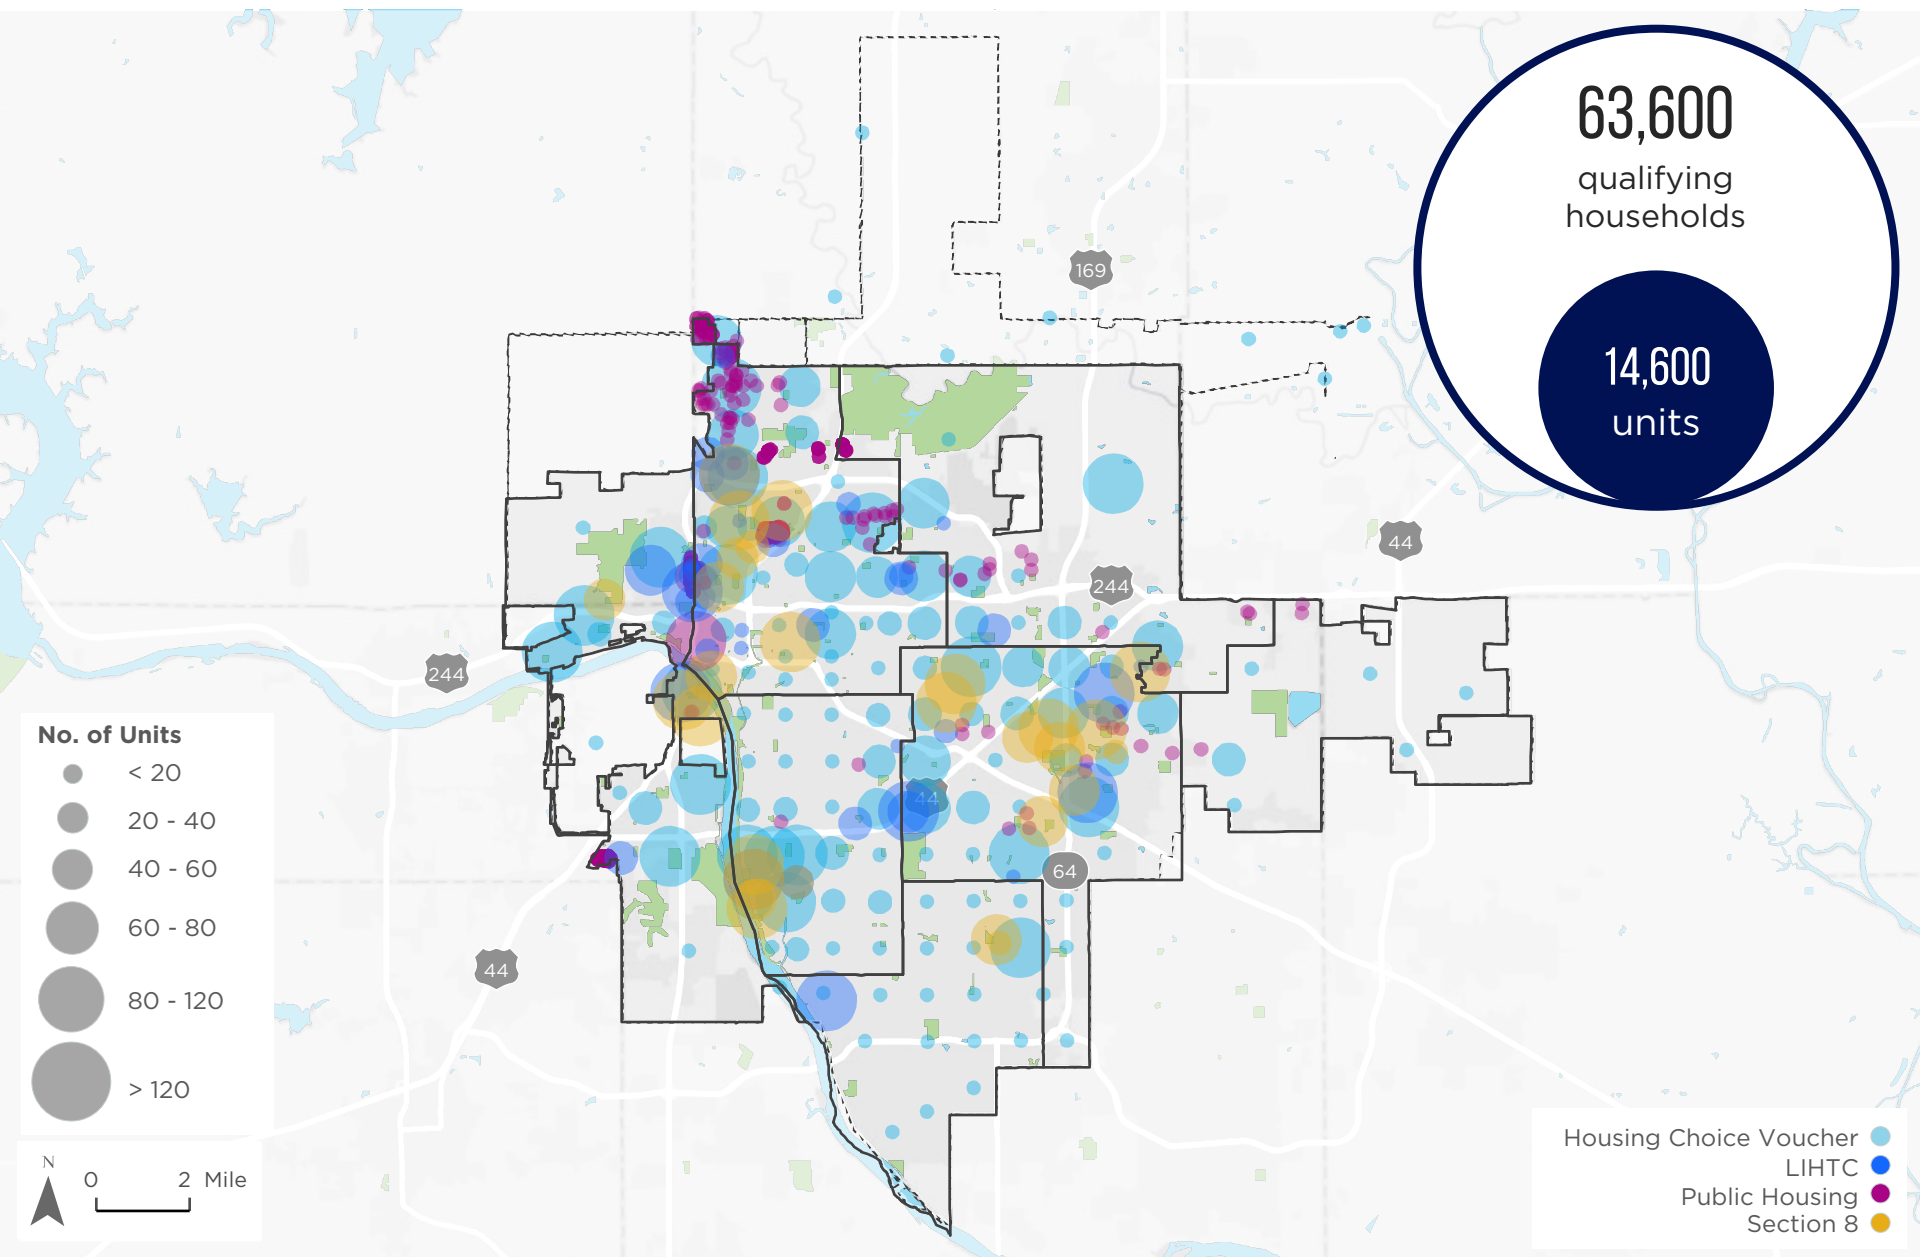 63,600
qualifying
households
14,600
units
169
44
244
244
44
64
44
No. of Units
< 20
20 - 40
40 - 60
60 - 80
80 - 120
> 120
N
0 2 Mile
Housing Choice Voucher
LIHTC
Public Housing
Section 8